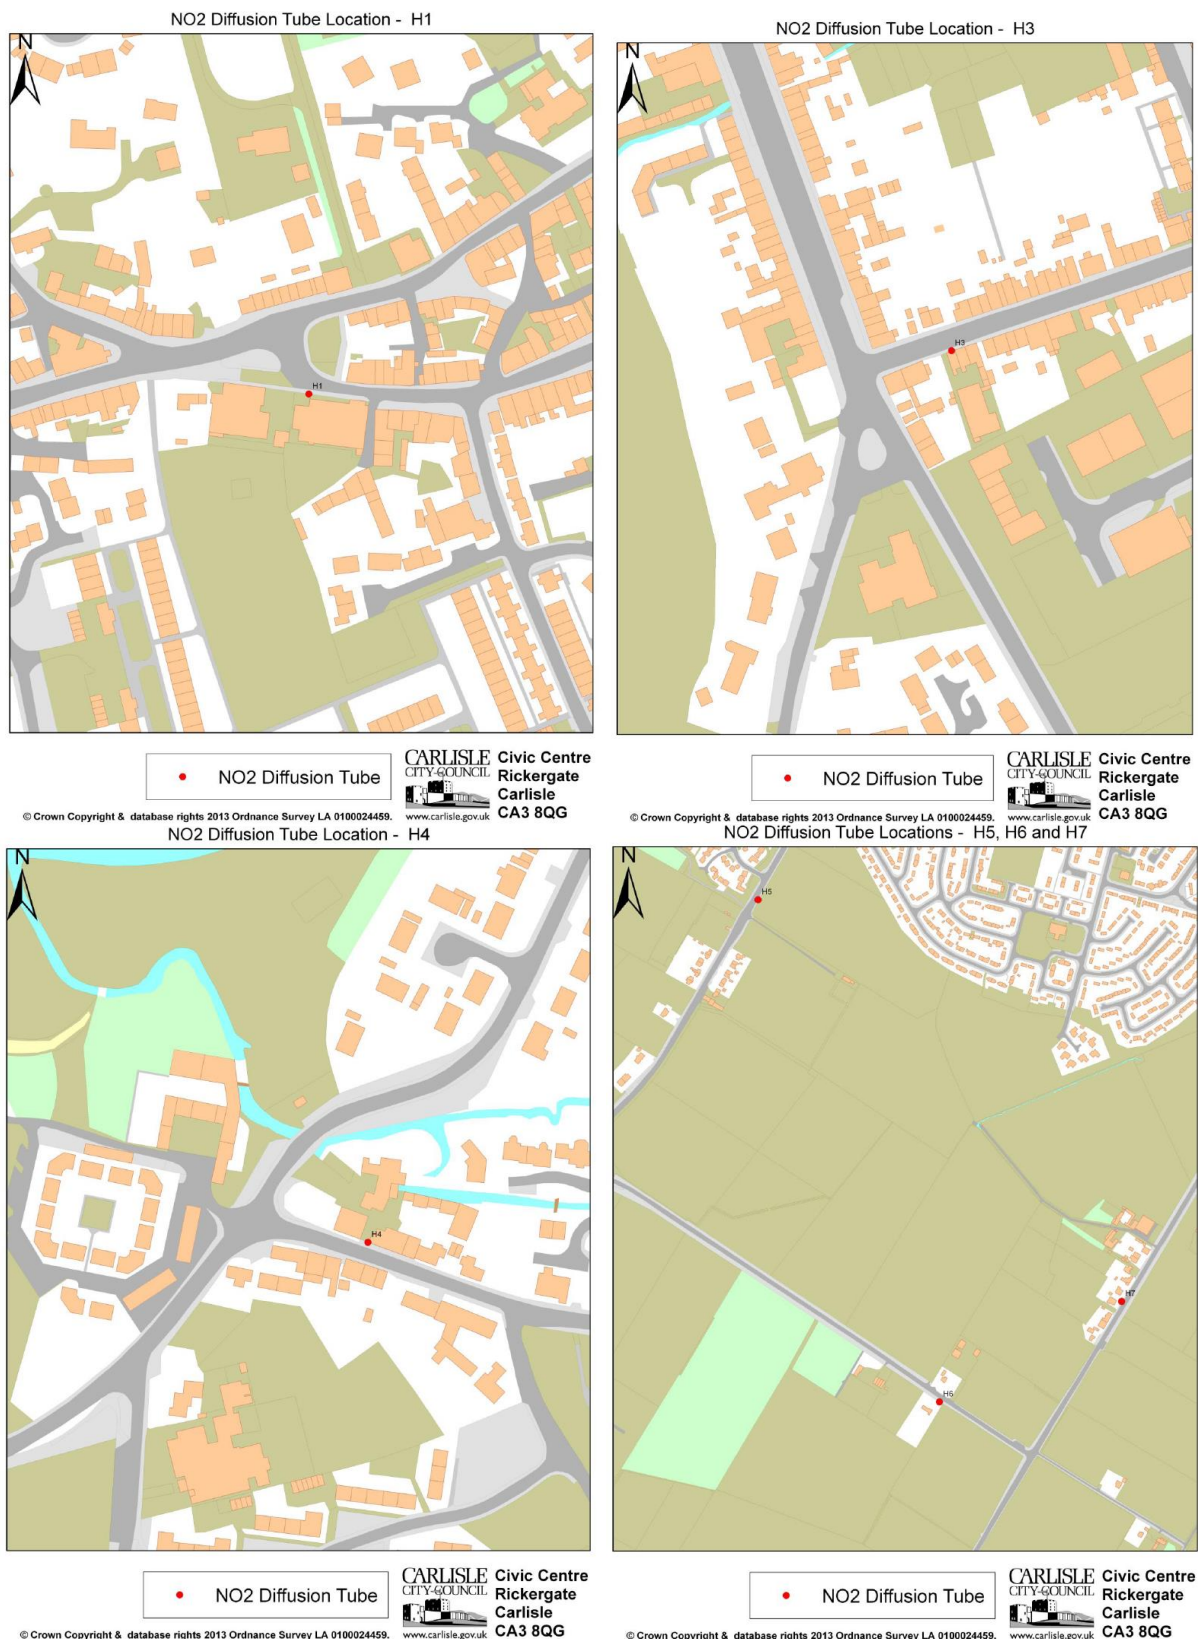 NO2 Diffusion Tube Location - H1
N
H1
NO2 Diffusion Tube
CARLISLE
CITY-COUNCIL
www.carlisle.gov.uk
Civic Centre
Rickergate
Carlisle
CA3 8QG
© Crown Copyright & database rights 2013 Ordnance Survey LA 0100024459.
NO2 Diffusion Tube Location - H3
N
H3
NO2 Diffusion Tube
CARLISLE
CITY-COUNCIL
www.carlisle.gov.uk
Civic Centre
Rickergate
Carlisle
CA3 8QG
© Crown Copyright & database rights 2013 Ordnance Survey LA 0100024459.
NO2 Diffusion Tube Location - H4
N
H4
NO2 Diffusion Tube
CARLISLE
CITY-COUNCIL
www.carlisle.gov.uk
Civic Centre
Rickergate
Carlisle
CA3 8QG
© Crown Copyright & database rights 2013 Ordnance Survey LA 0100024459.
NO2 Diffusion Tube Locations - H5, H6 and H7
N
H5
H7
H6
NO2 Diffusion Tube
CARLISLE
CITY-COUNCIL
www.carlisle.gov.uk
Civic Centre
Rickergate
Carlisle
CA3 8QG
© Crown Copyright & database rights 2013 Ordnance Survey LA 0100024459.